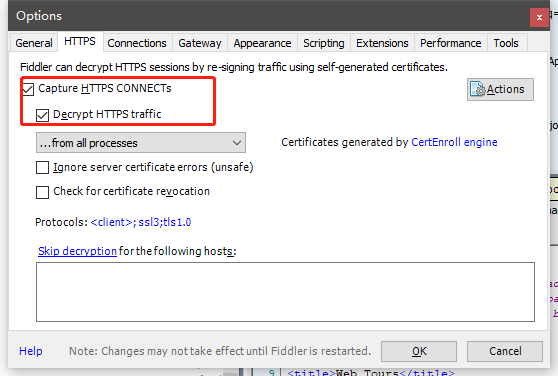 Options
x
General HTTPS Connections Gateway Appearance Scripting Extensions Performance Tools
Fiddler can decrypt HTTPS sessions by re-signing traffic using self-generated certificates.
Capture HTTPS CONNECTs
Actions
Decrypt HTTPS traffic
...from all processes
Certificates generated by CertEnroll engine
Ignore server certificate errors (unsafe)
Check for certificate revocation
Protocols: <client>;ssl3;tls1.0
Skip decryption for the following hosts:
Help
Note: Changes may not take effect until Fiddler is restarted.
OK
Cancel
9 <title>Web Tours</title>